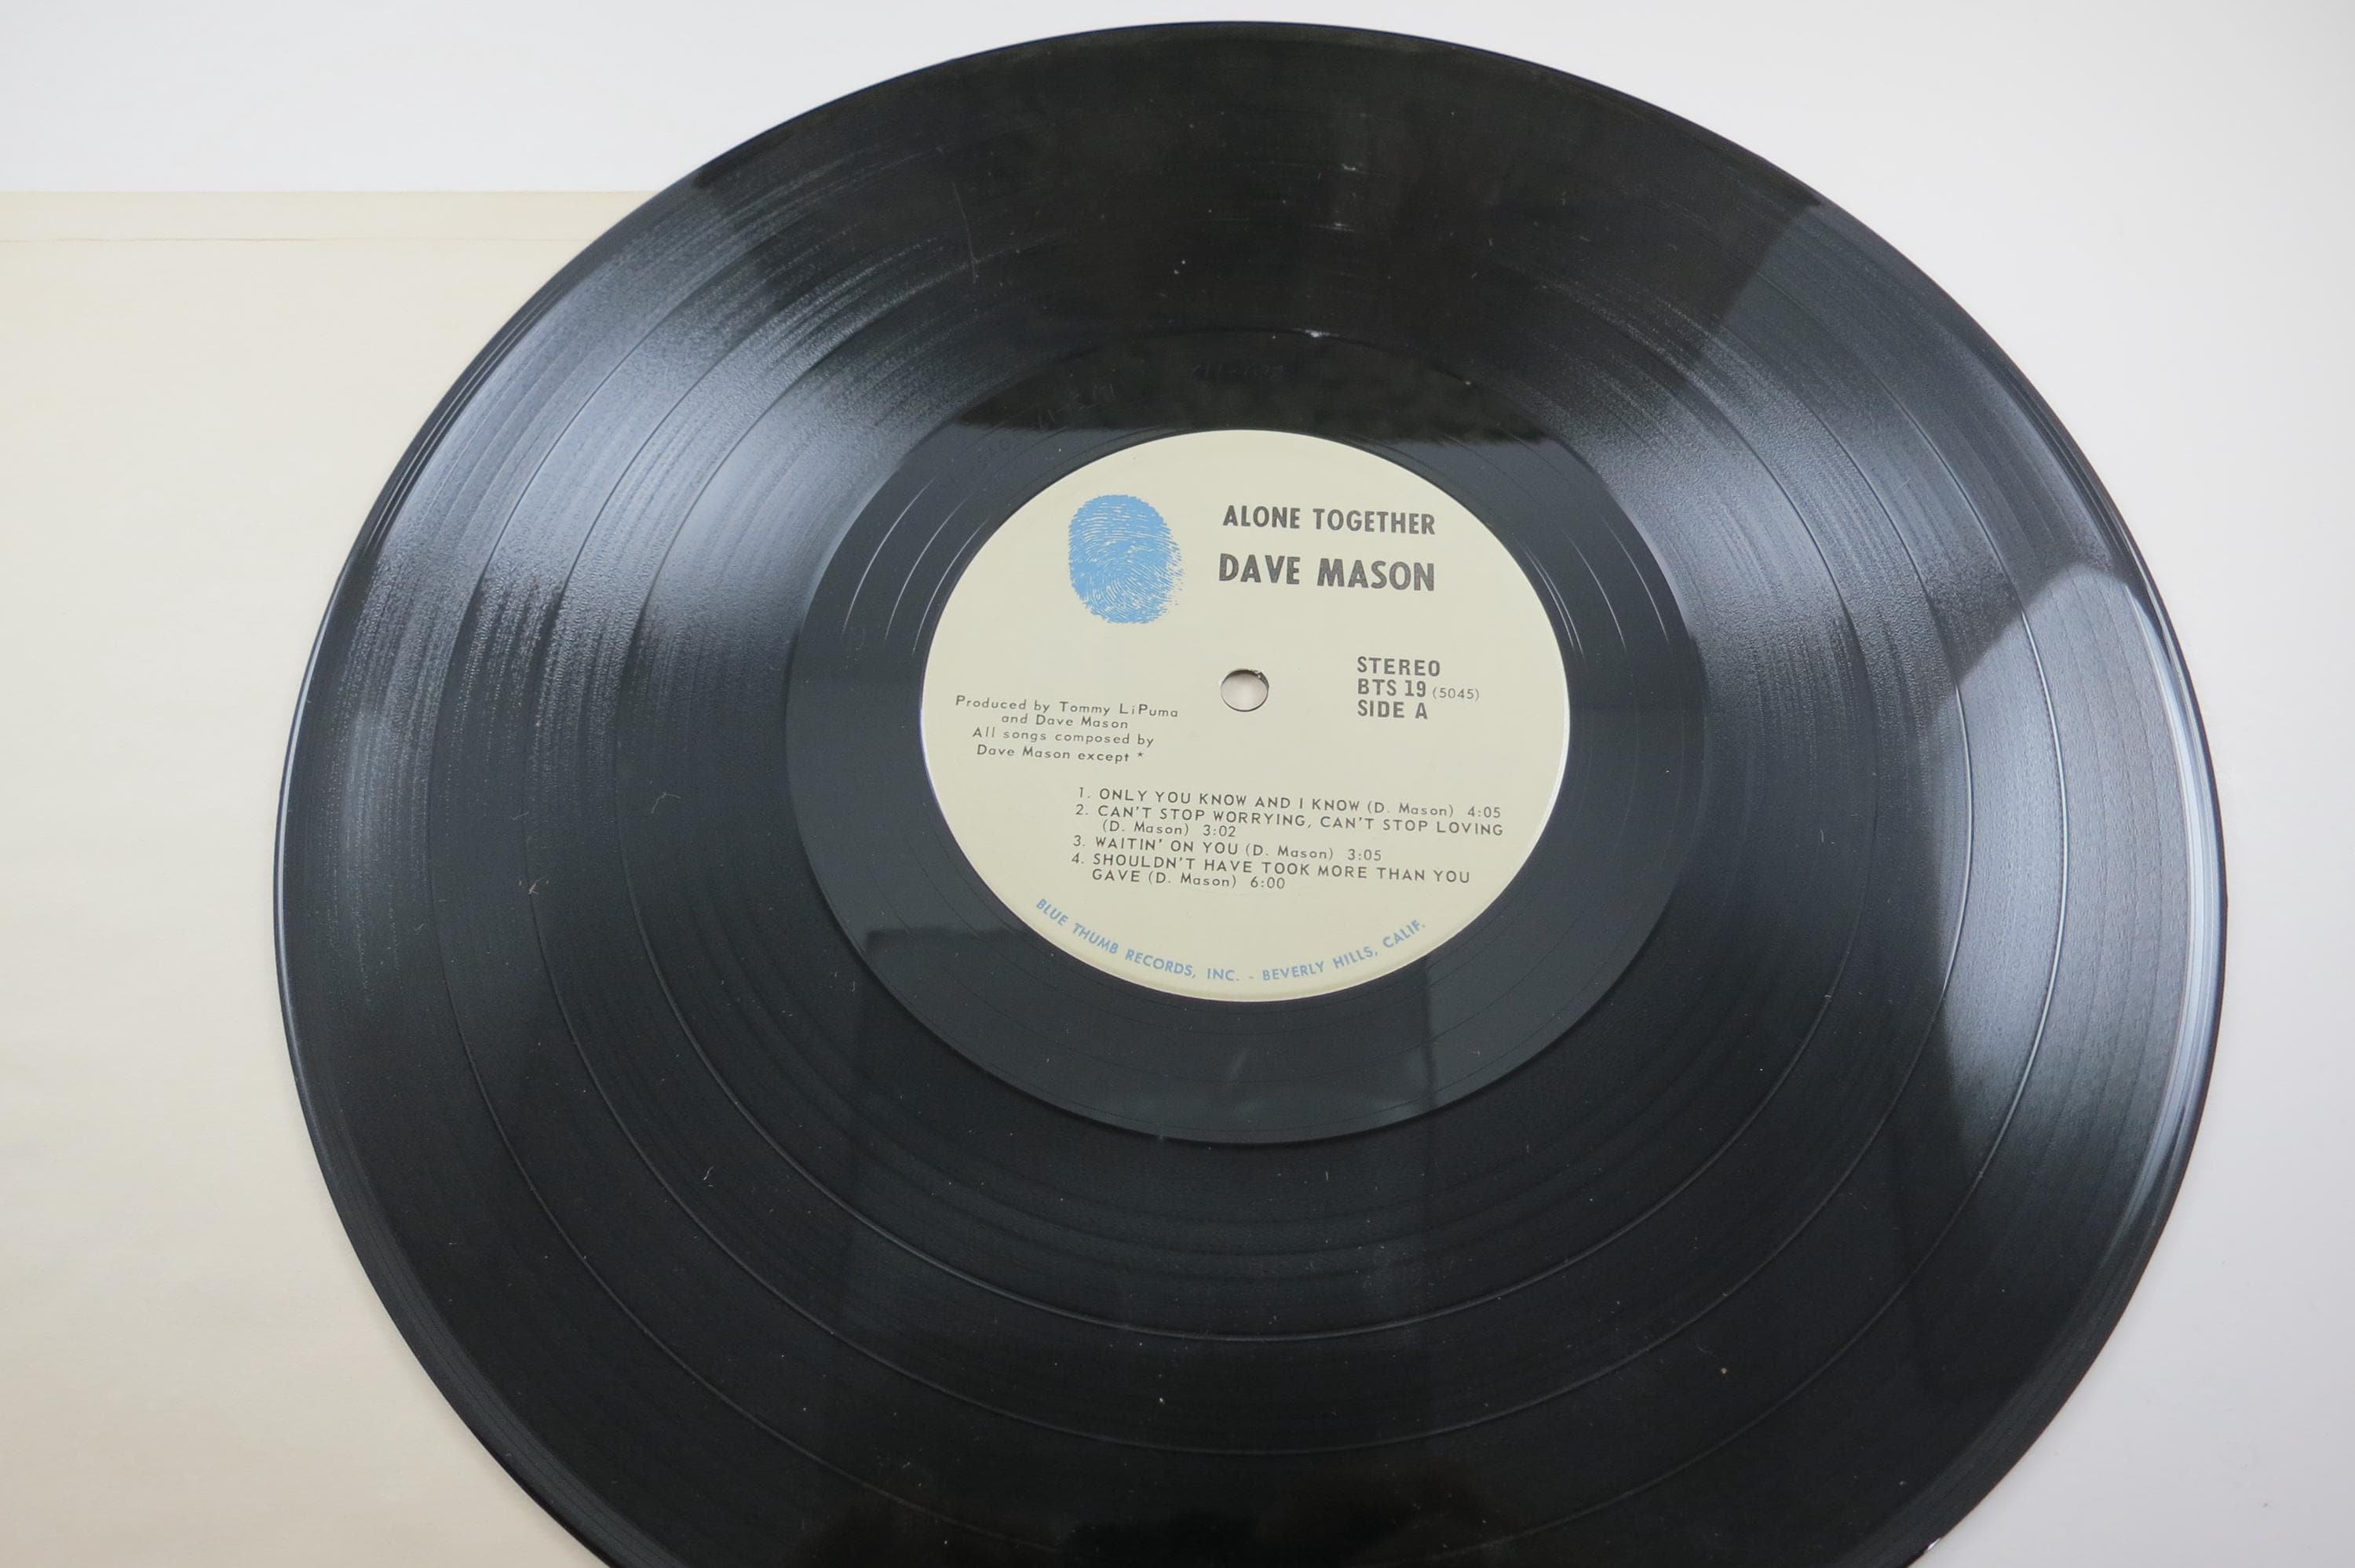 ALONE TOGETHER
DAVE MASON
STEREO
BTS 19 (5045)
SIDE A
Produced by Tommy LiPuma
and Dave Mason
All songs composed by
Dave Mason except *
1. ONLY YOU KNOW AND I KNOW (D. Mason) 4:05
2. CAN'T STOP WORRYING, CAN'T STOP LOVING
(D. Mason) 3:02
3. WAITIN' ON YOU (D. Mason) 3:05
4. SHOULDN'T HAVE TOOK MORE THAN YOU
GAVE (D. Mason) 6:00
BLUE THUMB RECORDS, INC. - BEVERLY HILLS, CALIF.